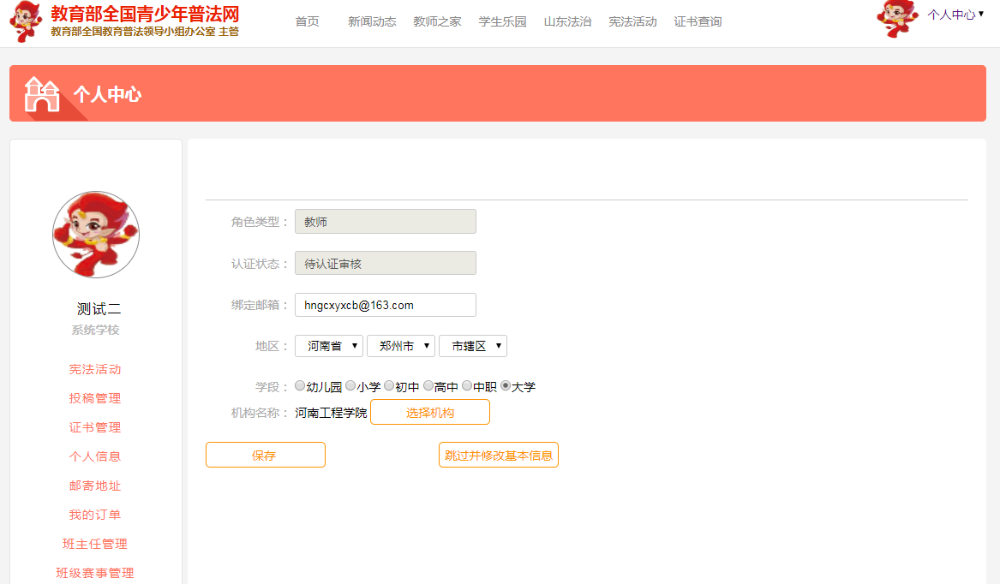 教育部全国青少年普法网
教育部全国教育普法领导小组办公室 主管
首页 新闻动态 教师之家 学生乐园 山东法治 宪法活动 证书查询
个人中心▼
个人中心
测试二
系统学校
宪法活动
投稿管理
证书管理
个人信息
邮寄地址
我的订单
班主任管理
班级赛事管理
角色类型： 教师
认证状态： 待认证审核
绑定邮箱： hngcxyxcb@163.com
地区： 河南省 ▼ 郑州市 ▼ 市辖区 ▼
学段： 幼儿园 小学 初中 高中 中职 大学
机构名称： 河南工程学院 选择机构
保存 跳过并修改基本信息